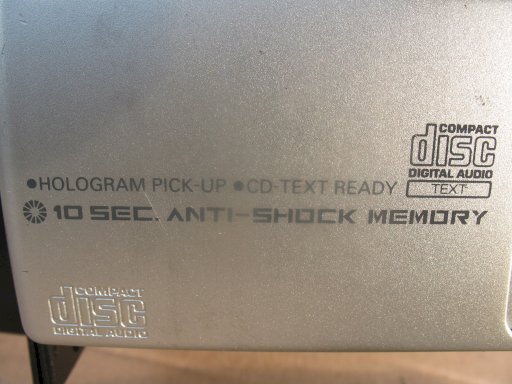 COMPACT
disc
DIGITAL AUDIO
TEXT
•HOLOGRAM PICK-UP •CD-TEXT READY
10 SEC. ANTI-SHOCK MEMORY
COMPACT
disc
DIGITAL AUDIO